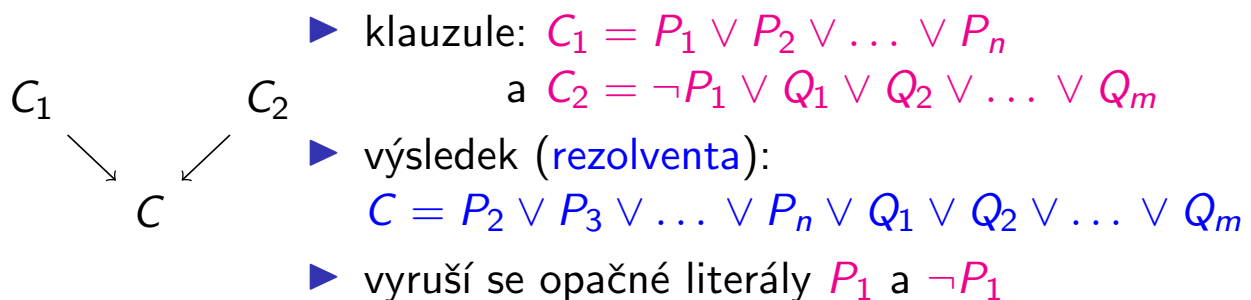 ▶ klauzule: C₁ = P₁ ∨ P₂ ∨ … ∨ Pₙ
a C₂ = ¬P₁ ∨ Q₁ ∨ Q₂ ∨ … ∨ Qₘ
C₁ C₂
▶ výsledek (rezolventa):
C = P₂ ∨ P₃ ∨ … ∨ Pₙ ∨ Q₁ ∨ Q₂ ∨ … ∨ Qₘ
C
▶ vyruší se opačné literály P₁ a ¬P₁